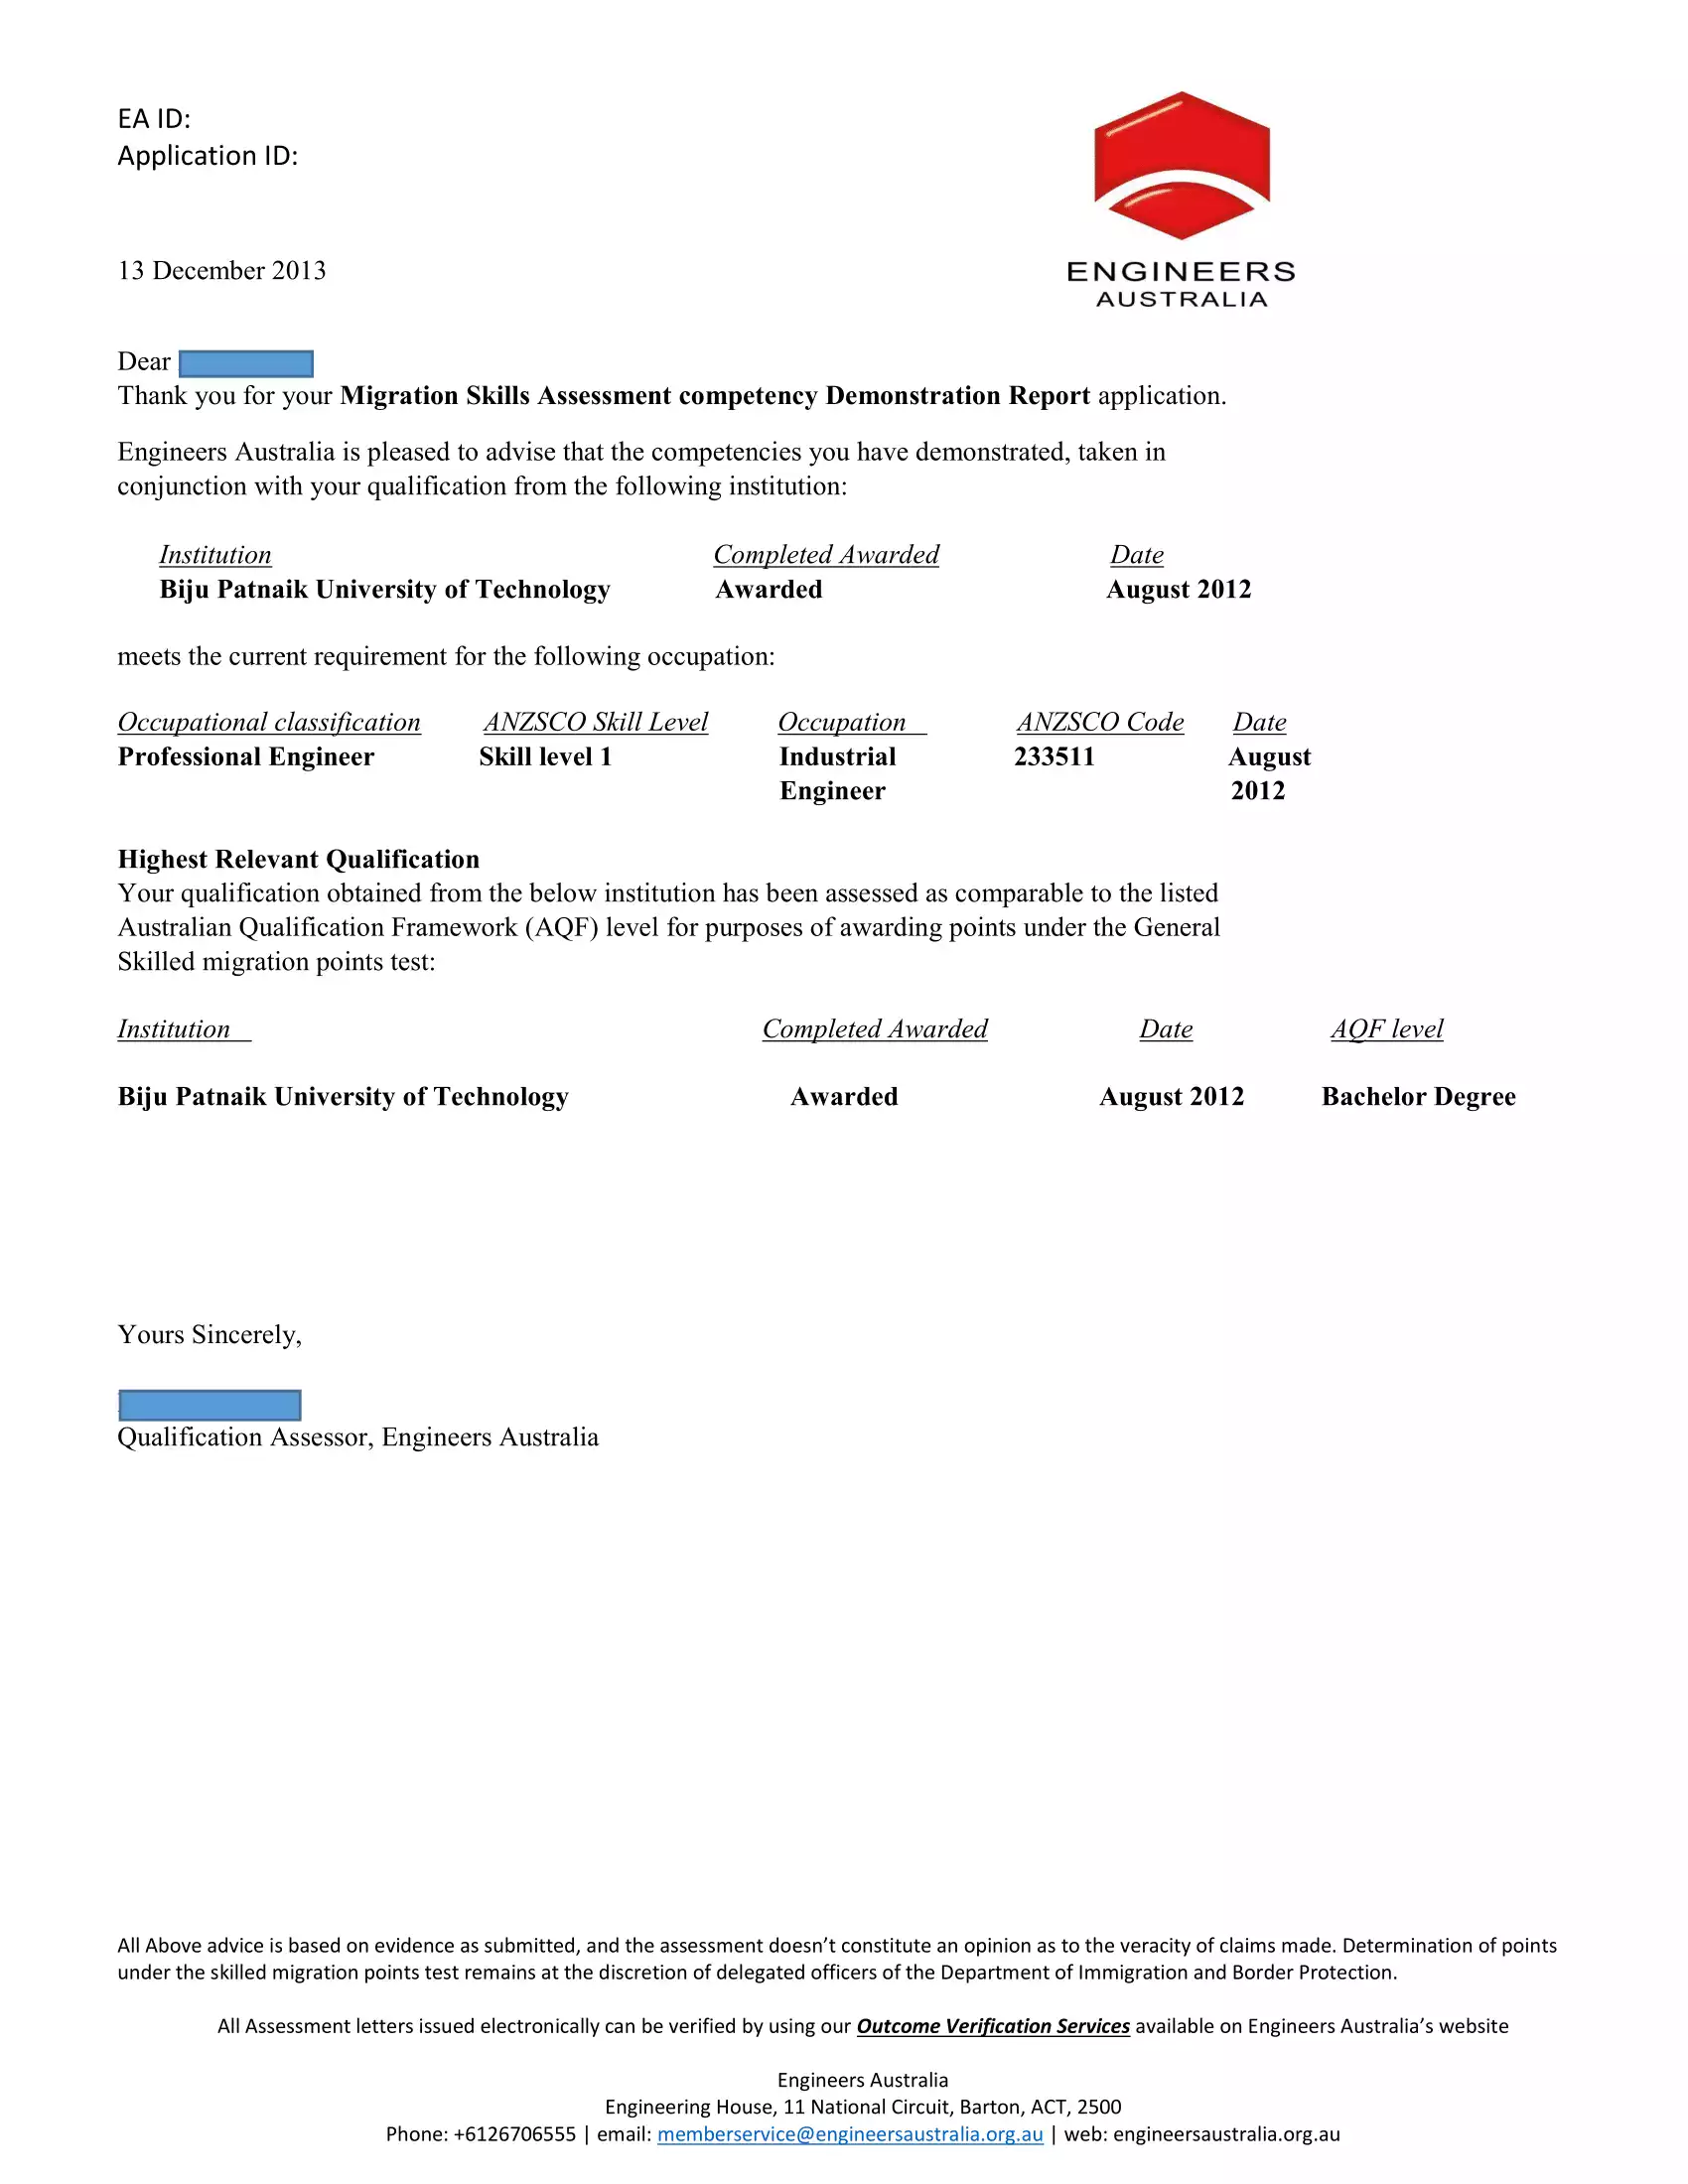 EA ID:
Application ID:
13 December 2013
ENGINEERS
AUSTRALIA
Dear
Thank you for your Migration Skills Assessment competency Demonstration Report application.
Engineers Australia is pleased to advise that the competencies you have demonstrated, taken in
conjunction with your qualification from the following institution:
Institution Completed Awarded Date
Biju Patnaik University of Technology Awarded August 2012
meets the current requirement for the following occupation:
Occupational classification ANZSCO Skill Level Occupation ANZSCO Code Date
Professional Engineer Skill level 1 Industrial 233511 August
Engineer 2012
Highest Relevant Qualification
Your qualification obtained from the below institution has been assessed as comparable to the listed
Australian Qualification Framework (AQF) level for purposes of awarding points under the General
Skilled migration points test:
Institution Completed Awarded Date AQF level
Biju Patnaik University of Technology Awarded August 2012 Bachelor Degree
Yours Sincerely,
Qualification Assessor, Engineers Australia
All Above advice is based on evidence as submitted, and the assessment doesn’t constitute an opinion as to the veracity of claims made. Determination of points
under the skilled migration points test remains at the discretion of delegated officers of the Department of Immigration and Border Protection.
All Assessment letters issued electronically can be verified by using our Outcome Verification Services available on Engineers Australia’s website
Engineers Australia
Engineering House, 11 National Circuit, Barton, ACT, 2500
Phone: +6126706555 | email: memberservice@engineersaustralia.org.au | web: engineersaustralia.org.au